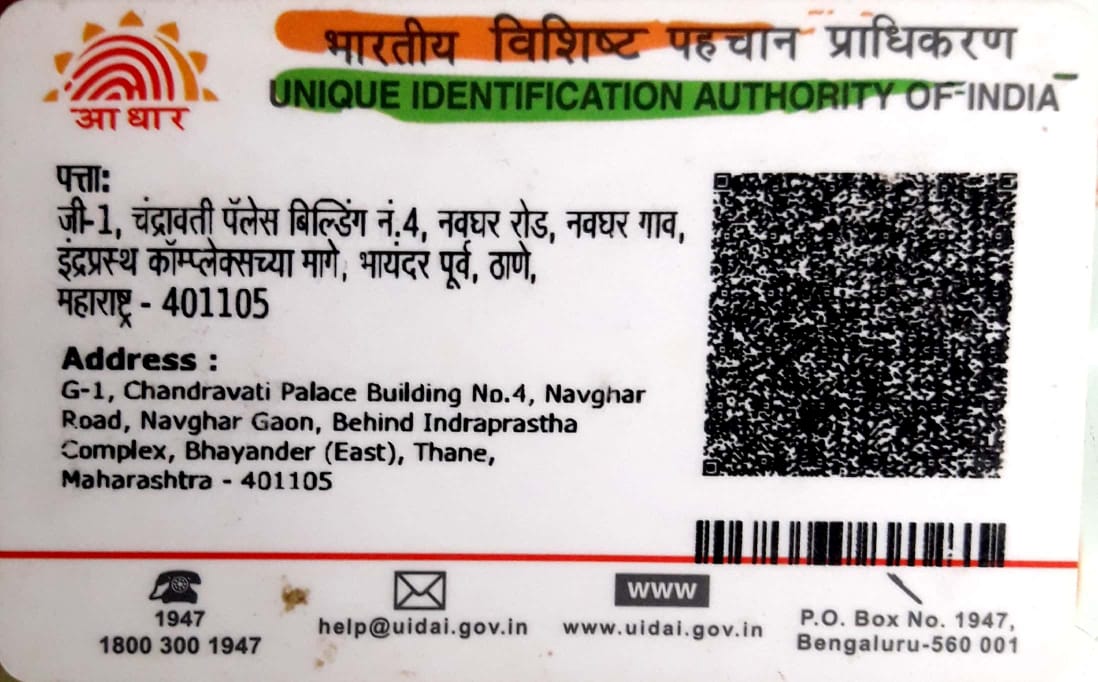 भारतीय विशिष्ट पहचान प्राधिकरण
UNIQUE IDENTIFICATION AUTHORITY OF INDIA
आधार
पत्ता:
जी-1, चंद्रावती पॅलेस बिल्डिंग नं.4, नवघर रोड, नवघर गाव,
इंद्रप्रस्थ कॉम्प्लेक्सच्या मागे, भायंदर पूर्व, ठाणे,
महाराष्ट्र - 401105
Address :
G-1, Chandravati Palace Building No.4, Navghar
Road, Navghar Gaon, Behind Indraprastha
Complex, Bhayander (East), Thane,
Maharashtra - 401105
1947
1800 300 1947
help@uidai.gov.in
www
www.uidai.gov.in
P.O. Box No. 1947,
Bengaluru-560 001